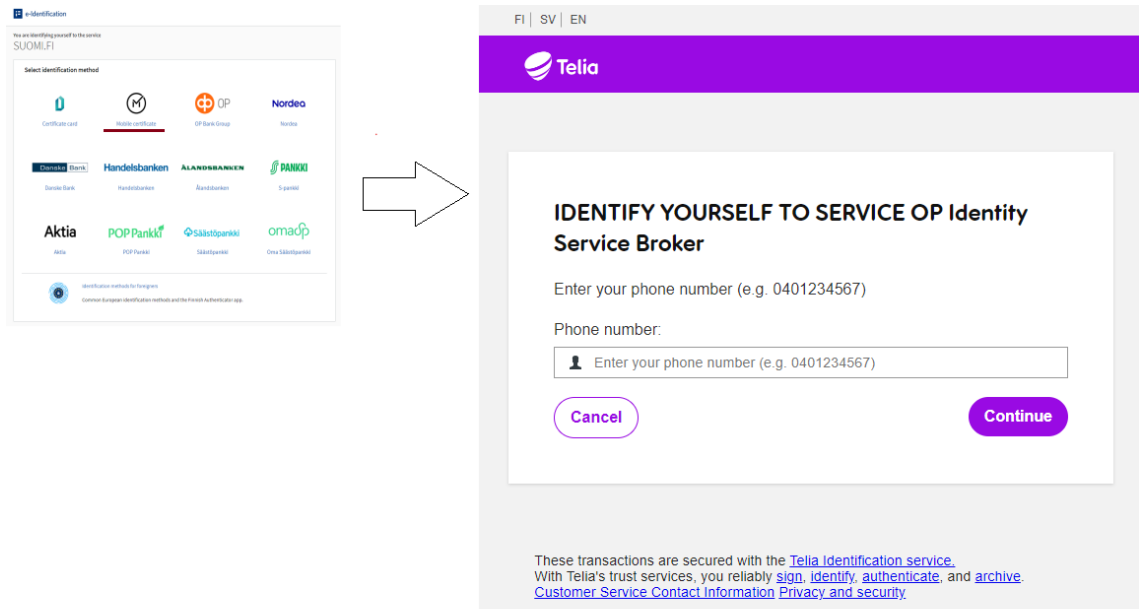 e-Identification
You are identifying yourself to the service
SUOMI.FI
Select identification method
OP
Nordea
Certificate card
Mobile certificate
OP Bank Group
Nordea
Danske Bank
Handelsbanken
ÅLANDSBANKEN
S PANKKI
Danske Bank
Handelsbanken
Ålandsbanken
S-pankki
Aktia
POP Pankki
Säästöpankki
omasp
Aktia
POP Pankki
Säästöpankki
Oma Säästöpankki
Identification methods for foreigners
Common European identification methods and the Finnish Authenticator app.
FI | SV | EN
Telia
IDENTIFY YOURSELF TO SERVICE OP Identity
Service Broker
Enter your phone number (e.g. 0401234567)
Phone number:
Enter your phone number (e.g. 0401234567)
Cancel
Continue
These transactions are secured with the Telia Identification service.
With Telia's trust services, you reliably sign, identify, authenticate, and archive.
Customer Service Contact Information Privacy and security